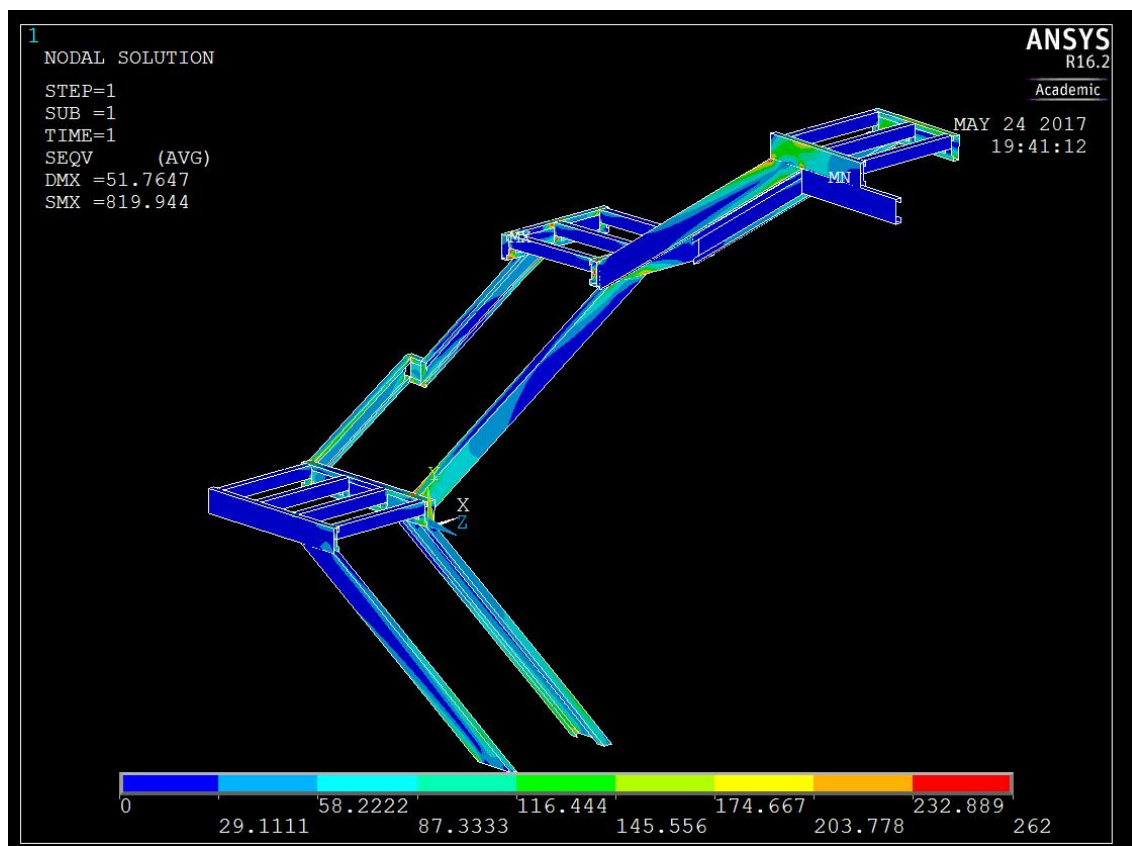 1
NODAL SOLUTION
STEP=1
SUB =1
TIME=1
SEQV (AVG)
DMX =51.7647
SMX =819.944
ANSYS
R16.2
Academic
MAY 24 2017
19:41:12
MN
MX
Y
X
Z
0 58.2222 116.444 174.667 232.889
29.1111 87.3333 145.556 203.778 262